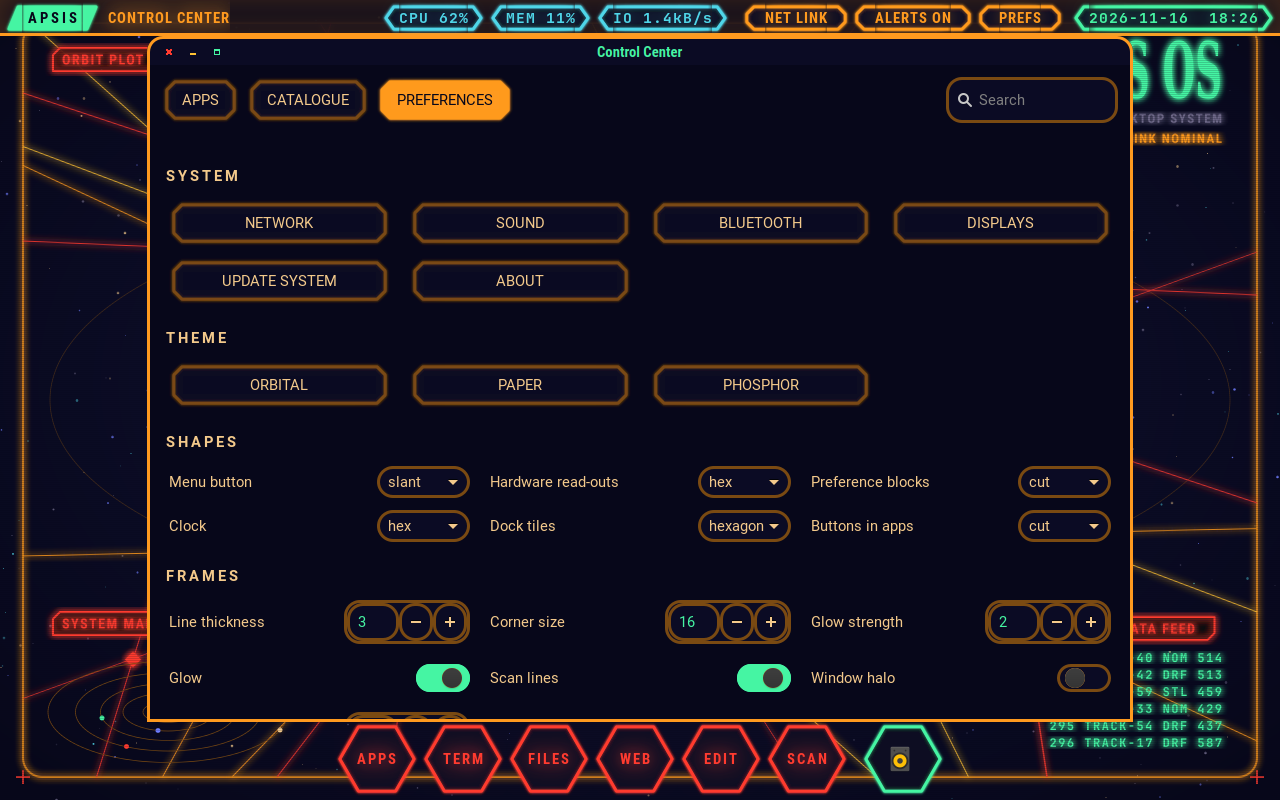 APSIS CONTROL CENTER CPU 62% MEM 11% IO 1.4kB/s NET LINK ALERTS ON PREFS 2026-11-16 18:26
Control Center
ORBIT PLOT
S OS
APPS CATALOGUE PREFERENCES Search
KTOP SYSTEM
INK NOMINAL
SYSTEM
NETWORK SOUND BLUETOOTH DISPLAYS
UPDATE SYSTEM ABOUT
THEME
ORBITAL PAPER PHOSPHOR
SHAPES
Menu button slant Hardware read-outs hex Preference blocks cut
Clock hex Dock tiles hexagon Buttons in apps cut
FRAMES
Line thickness 3 − + Corner size 16 − + Glow strength 2 − +
SYSTEM MA
ATA FEED
40 NOM 514
42 DRF 513
Glow Scan lines Window halo
59 STL 459
33 NOM 429
295 TRACK-54 DRF 437
296 TRACK-17 DRF 587
APPS TERM FILES WEB EDIT SCAN